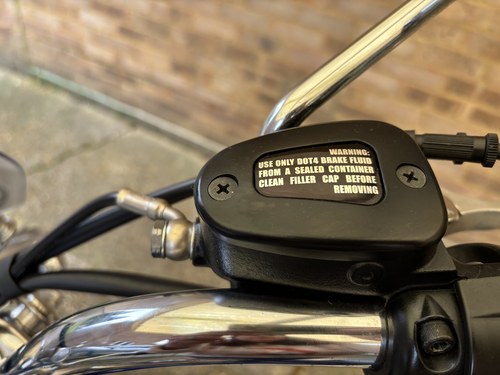 WARNING:
USE ONLY DOT4 BRAKE FLUID
FROM A SEALED CONTAINER
CLEAN FILLER CAP BEFORE
REMOVING